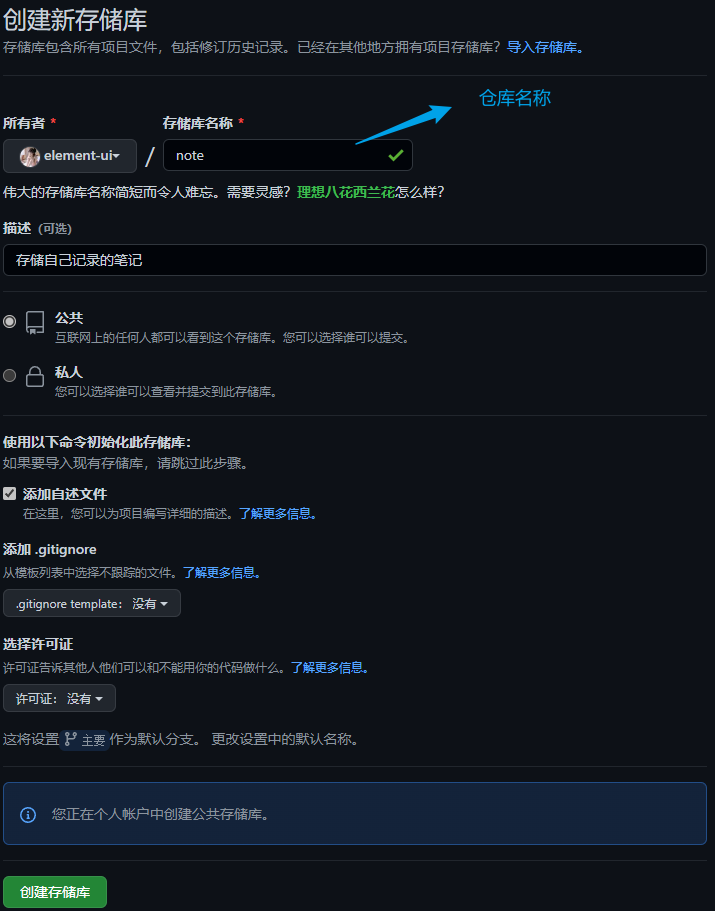 创建新存储库
存储库包含所有项目文件，包括修订历史记录。已经在其他地方拥有项目存储库？导入存储库。
仓库名称
所有者 * 存储库名称 *
element-ui / note
伟大的存储库名称简短而令人难忘。需要灵感？理想八花西兰花怎么样？
描述 (可选)
存储自己记录的笔记
公共
互联网上的任何人都可以看到这个存储库。您可以选择谁可以提交。
私人
您可以选择谁可以查看并提交到此存储库。
使用以下命令初始化此存储库：
如果要导入现有存储库，请跳过此步骤。
添加自述文件
在这里，您可以为项目编写详细的描述。了解更多信息。
添加 .gitignore
从模板列表中选择不跟踪的文件。了解更多信息。
.gitignore template： 没有
选择许可证
许可证告诉其他人他们可以和不能用你的代码做什么。了解更多信息。
许可证： 没有
这将设置 主要 作为默认分支。 更改设置中的默认名称。
您正在个人帐户中创建公共存储库。
创建存储库